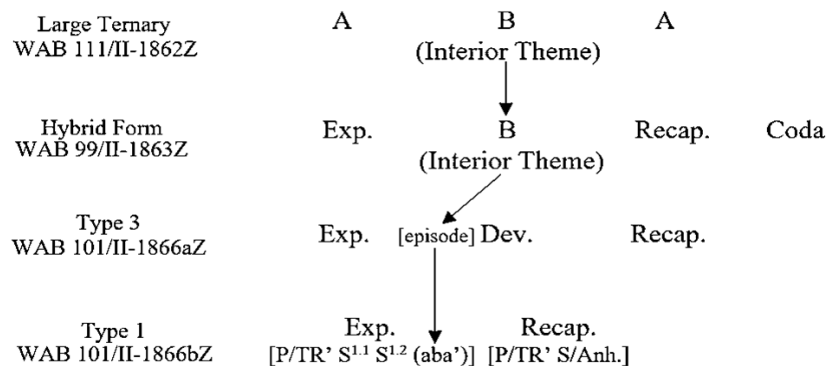 Large Ternary A B A
WAB 111/II-1862Z (Interior Theme)
Hybrid Form Exp. B Recap. Coda
WAB 99/II-1863Z (Interior Theme)
Type 3 Exp. [episode] Dev. Recap.
WAB 101/II-1866aZ
Type 1 Exp. Recap.
WAB 101/II-1866bZ [P/TR’ S1.1 S1.2 (aba’)] [P/TR’ S/Anh.]